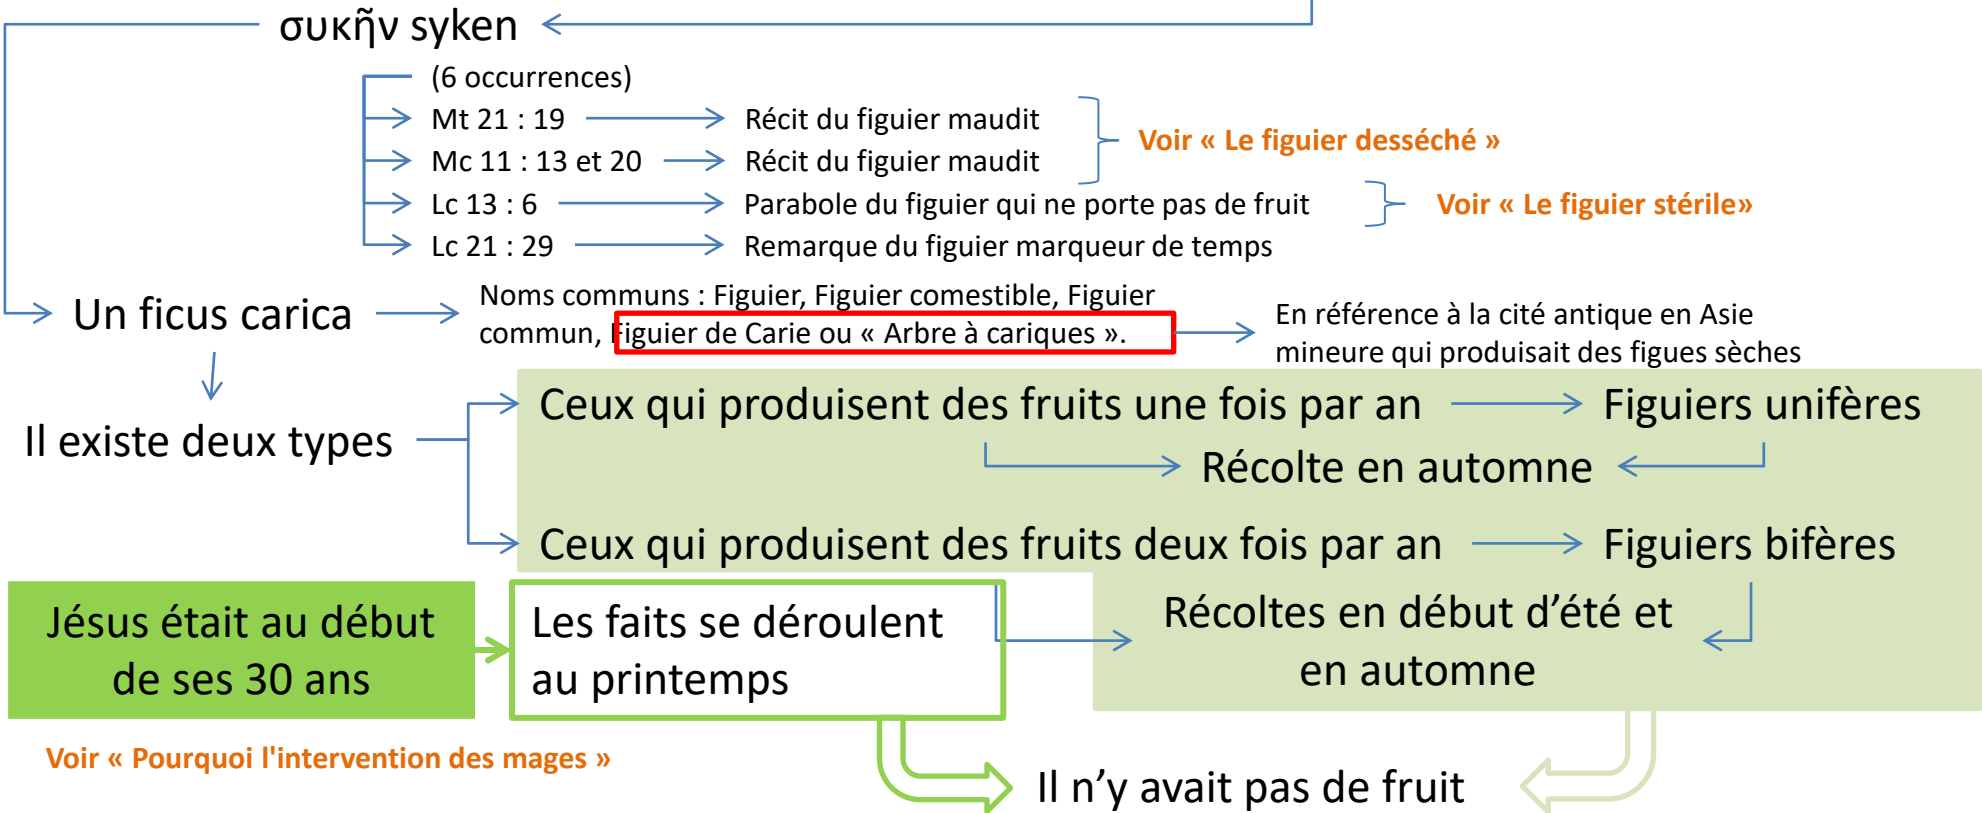 συκῆν syken
(6 occurrences)
Mt 21 : 19 Récit du figuier maudit
Mc 11 : 13 et 20 Récit du figuier maudit
Voir « Le figuier desséché »
Lc 13 : 6 Parabole du figuier qui ne porte pas de fruit Voir « Le figuier stérile»
Lc 21 : 29 Remarque du figuier marqueur de temps
Un ficus carica
Noms communs : Figuier, Figuier comestible, Figuier
commun, Figuier de Carie ou « Arbre à cariques ».
En référence à la cité antique en Asie
mineure qui produisait des figues sèches
Il existe deux types
Ceux qui produisent des fruits une fois par an Figuiers unifères
Récolte en automne
Ceux qui produisent des fruits deux fois par an Figuiers bifères
Récoltes en début d’été et
en automne
Jésus était au début
de ses 30 ans
Les faits se déroulent
au printemps
Voir « Pourquoi l'intervention des mages »
Il n’y avait pas de fruit